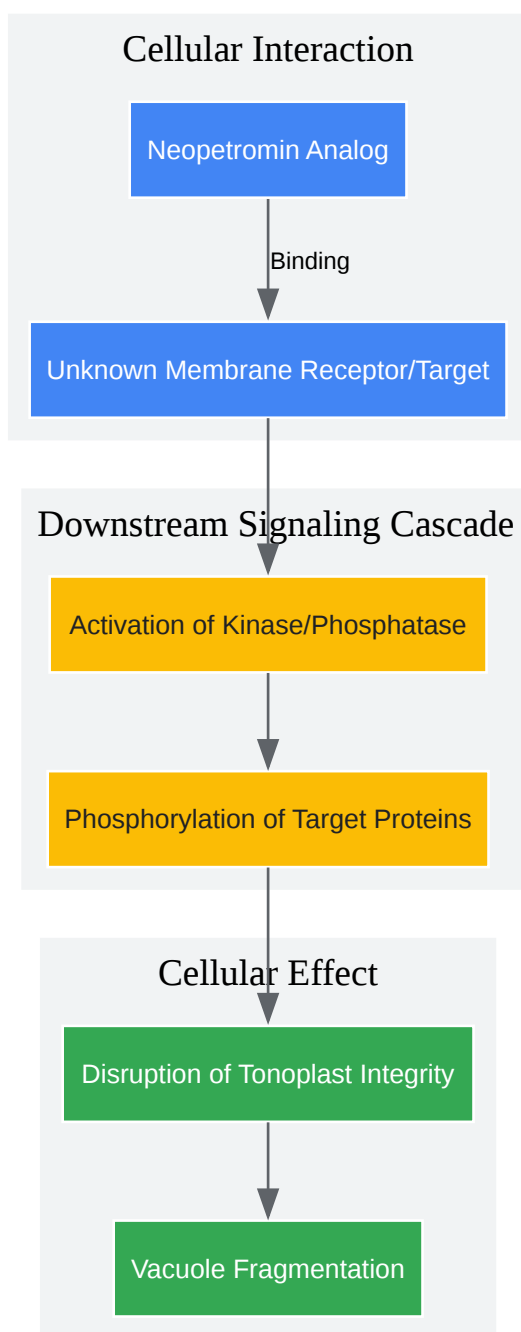 Cellular Interaction
Neopetromin Analog
Binding
Unknown Membrane Receptor/Target
Downstream Signaling Cascade
Activation of Kinase/Phosphatase
Phosphorylation of Target Proteins
Cellular Effect
Disruption of Tonoplast Integrity
Vacuole Fragmentation